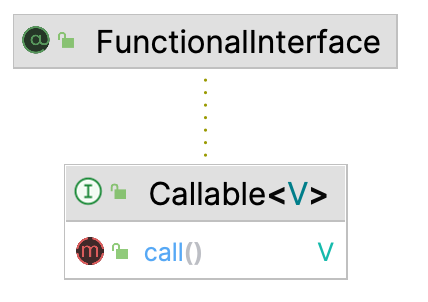 @ FunctionalInterface
I Callable<V>
m call() V